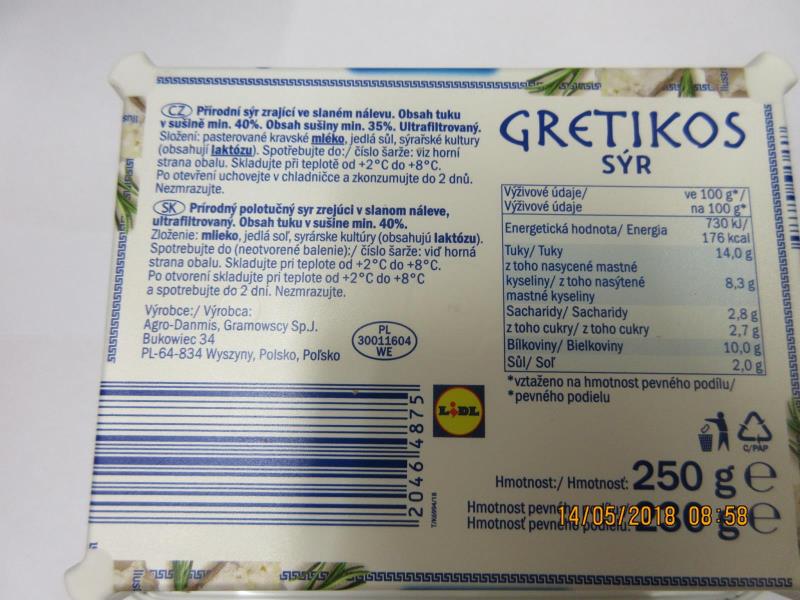 CZ Přírodní sýr zrající ve slaném nálevu. Obsah tuku
v sušině min. 40%. Obsah sušiny min. 35%. Ultrafiltrovaný.
Složení: pasterované kravské mléko, jedlá sůl, sýrařské kultury
(obsahují laktózu). Spotřebujte do:/ číslo šarže: viz horní
strana obalu. Skladujte při teplotě od +2°C do +8°C.
Po otevření uchovejte v chladničce a zkonzumujte do 2 dnů.
Nezmrazujte.
SK Prírodný polotučný syr zrejúci v slanom náleve,
ultrafiltrovaný. Obsah tuku v sušine min. 40%.
Zloženie: mlieko, jedlá soľ, syrárske kultúry (obsahujú laktózu).
Spotrebujte do (neotvorené balenie):/ číslo šarže: viď horná
strana obalu. Skladujte pri teplote od +2°C do +8°C.
Po otvorení skladujte pri teplote od +2°C do +8°C
a spotrebujte do 2 dní. Nezmrazujte.
Výrobce:/ Výrobca:
Agro-Danmis, Gramowscy Sp.J.
Bukowiec 34
PL-64-834 Wyszyny, Polsko, Poľsko
PL
30011604
WE
GRETIKOS
SÝR
Výživové údaje/ ve 100 g*/
Výživové údaje na 100 g*
Energetická hodnota/ Energia 730 kJ/
176 kcal
Tuky/ Tuky 14,0 g
z toho nasycené mastné
kyseliny/ z toho nasýtené 8,3 g
mastné kyseliny
Sacharidy/ Sacharidy 2,8 g
z toho cukry/ z toho cukry 2,7 g
Bílkoviny/ Bielkoviny 10,0 g
Sůl/ Soľ 2,0 g
*vztaženo na hmotnost pevného podílu/
*pevného podielu
LIDL
20464875
T/K6994/18
C/PAP
Hmotnost:/ Hmotnosť: 250 g e
Hmotnost pevného
Hmotnosť pevného podielu: 230 g e
14/05/2018 08:58